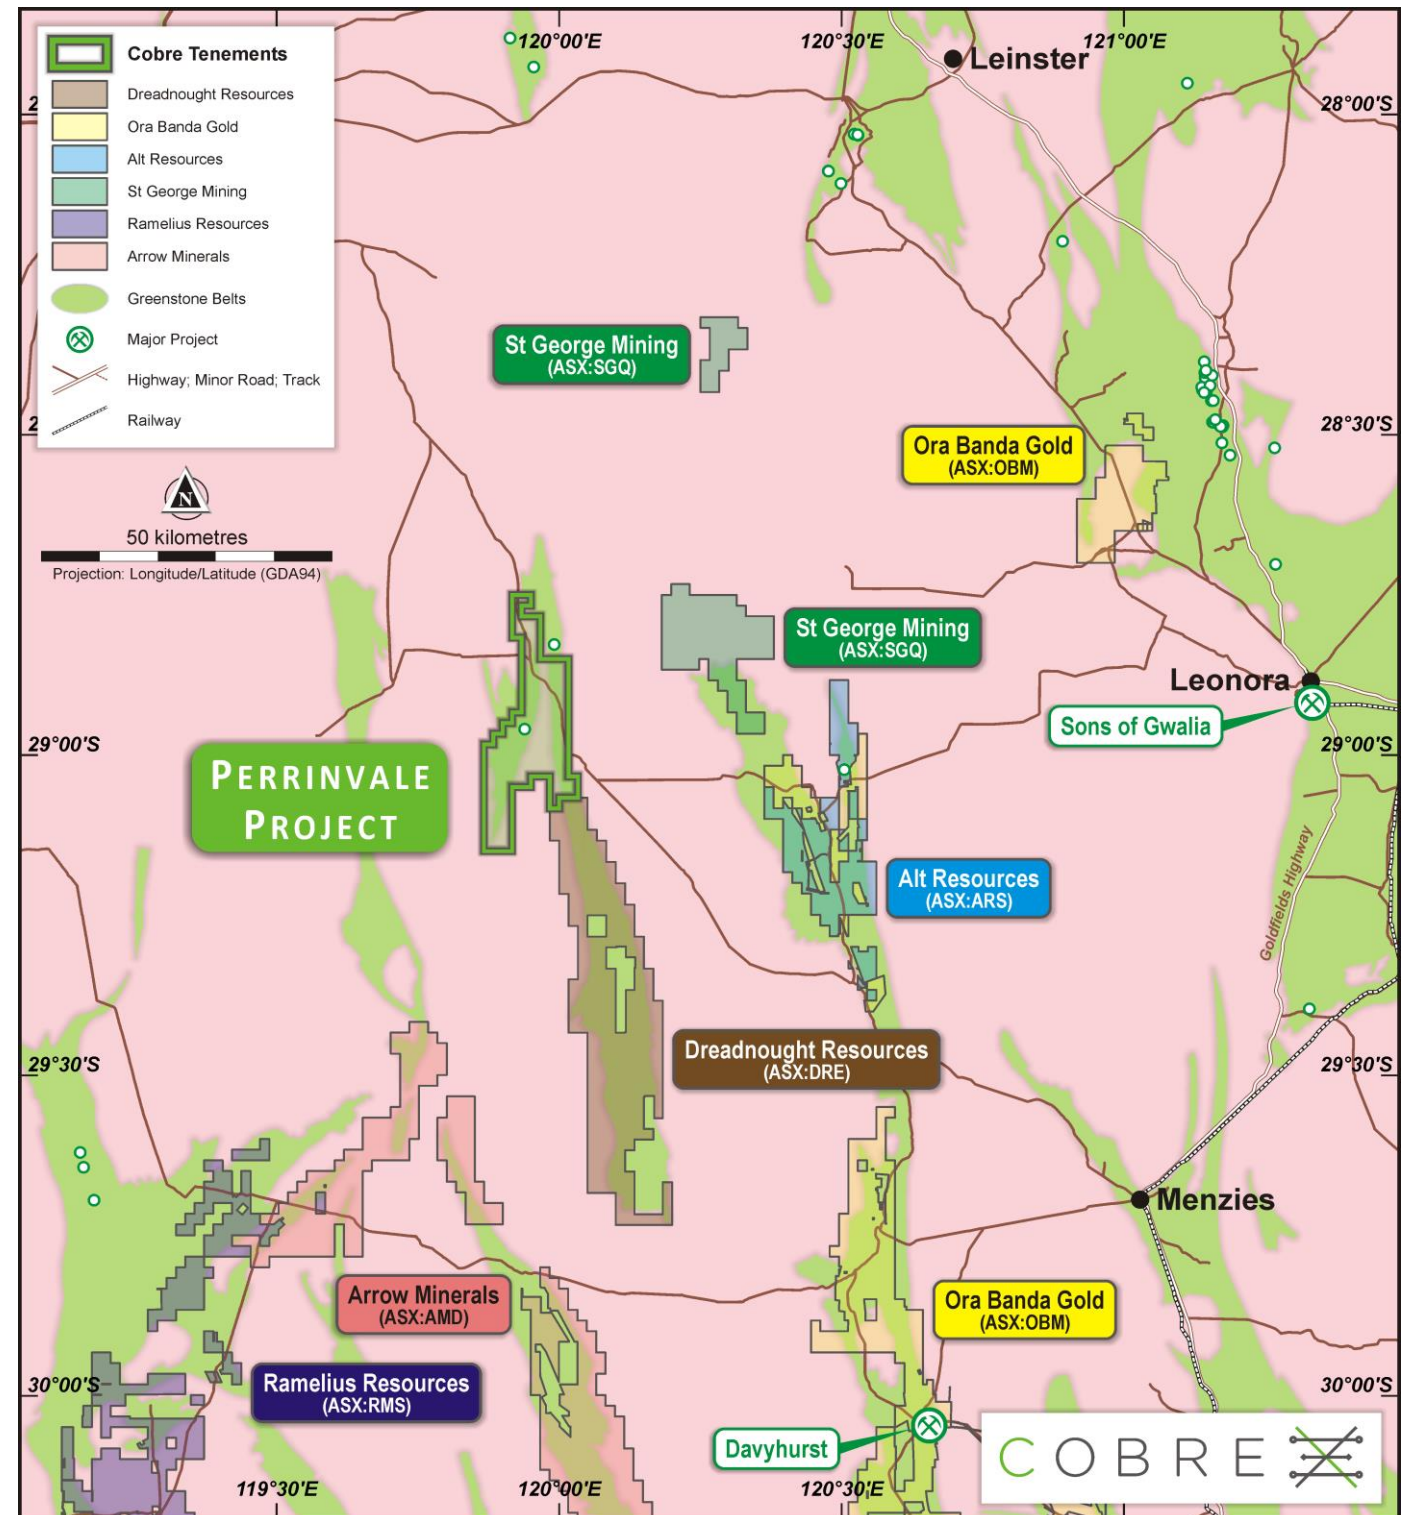 120°00'E
120°30'E
121°00'E
Cobre Tenements
Dreadnought Resources
Ora Banda Gold
Alt Resources
St George Mining
Ramelius Resources
Arrow Minerals
Greenstone Belts
Major Project
Highway; Minor Road; Track
Railway
Leinster
28°00'S
2
St George Mining
(ASX:SGQ)
28°30'S
2
Ora Banda Gold
(ASX:OBM)
N
50 kilometres
Projection: Longitude/Latitude (GDA94)
St George Mining
(ASX:SGQ)
Leonora
Sons of Gwalia
29°00'S
29°00'S
PERRINVALE
PROJECT
Alt Resources
(ASX:ARS)
Goldfields Highway
Dreadnought Resources
(ASX:DRE)
29°30'S
29°30'S
Menzies
Arrow Minerals
(ASX:AMD)
Ora Banda Gold
(ASX:OBM)
Ramelius Resources
(ASX:RMS)
30°00'S
30°00'S
Davyhurst
COBRE
119°30'E
120°00'E
120°30'E